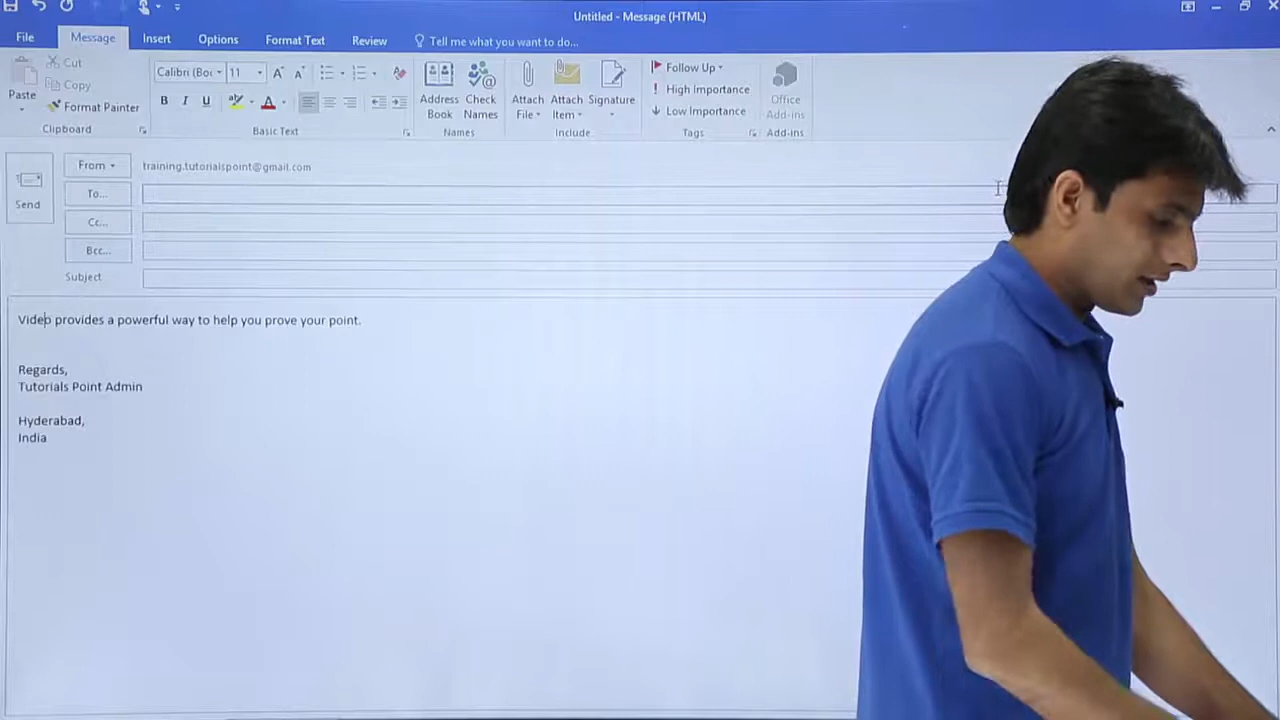 Untitled - Message (HTML)
File Message Insert Options Format Text Review Tell me what you want to do...
Paste
Cut
Copy
Format Painter
Clipboard
Calibri (Boc 11
B I U
A
Basic Text
Address Book
Check Names
Names
Attach File
Attach Item
Signature
Include
Follow Up
High Importance
Low Importance
Tags
Office Add-ins
Add-ins
Send
From training.tutorialspoint@gmail.com
To...
Cc...
Bcc...
Subject
Video provides a powerful way to help you prove your point.
Regards,
Tutorials Point Admin
Hyderabad,
India